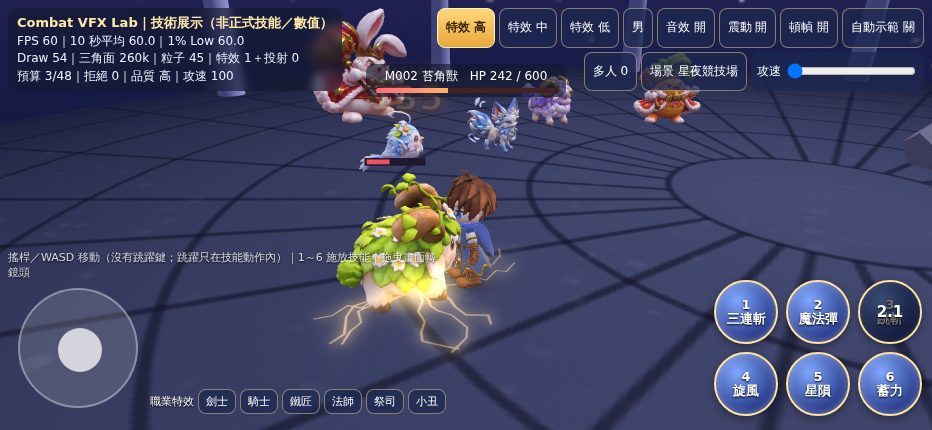 Combat VFX Lab｜技術展示（非正式技能／數值）
FPS 60｜10 秒平均 60.0｜1% Low 60.0
Draw 54｜三角面 260k｜粒子 45｜特效 1＋投射 0
預算 3/48｜拒絕 0｜品質 高｜攻速 100
特效 高
特效 中
特效 低
男
音效 開
震動 開
頓幀 開
自動示範 關
多人 0
場景 星夜競技場
攻速
M002 苔角獸 HP 242 / 600
搖桿／WASD 移動（沒有跳躍鍵；跳躍只在技能動作內）｜1～6 施放技能｜拖曳畫面轉
鏡頭
1
三連斬
2
魔法彈
2.1
4
旋風
5
星隕
6
蓄力
職業特效
劍士
騎士
鐵匠
法師
祭司
小丑